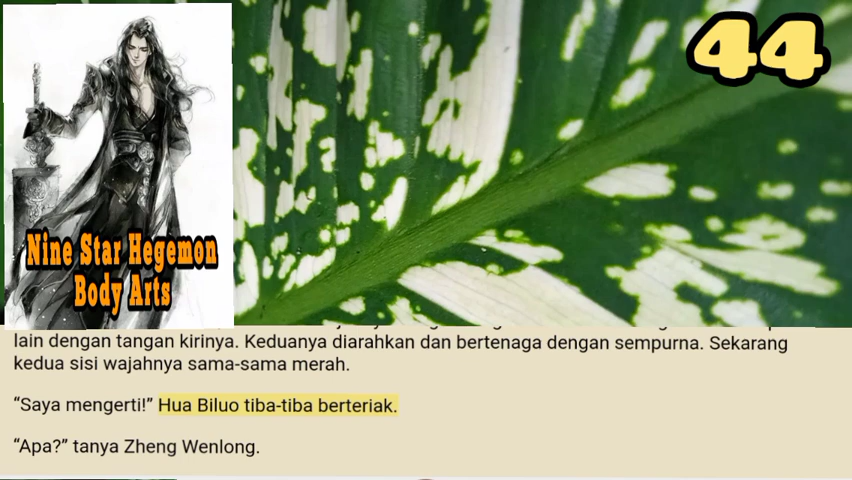 44
Nine Star Hegemon
Body Arts
lain dengan tangan kirinya. Keduanya diarahkan dan bertenaga dengan sempurna. Sekarang
kedua sisi wajahnya sama-sama merah.
“Saya mengerti!” Hua Biluo tiba-tiba berteriak.
“Apa?” tanya Zheng Wenlong.